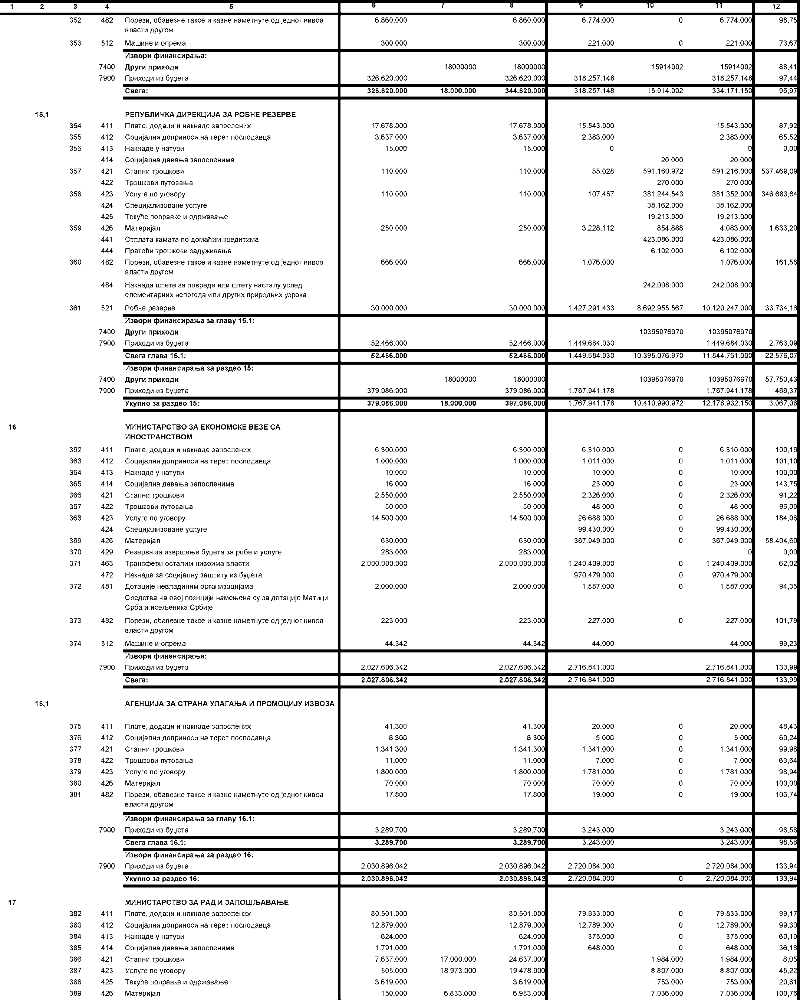 1 2 3 4 5 6 7 8 9 10 11 12
352 482 Порези, обавезне таксе и казне наметнуте од једног нивоа 6.860.000 6.860.000 6.774.000 0 6.774.000 98,75
власти другом
353 512 Машине и опрема 300.000 300.000 221.000 0 221.000 73,67
Извори финансирања:
7400 Други приходи 18000000 18000000 15914002 15914002 88,41
7900 Приходи из буџета 326.620.000 326.620.000 318.257.148 318.257.148 97,44
Свега: 326.620.000 18.000.000 344.620.000 318.257.148 15.914.002 334.171.150 96,97
15,1 РЕПУБЛИЧКА ДИРЕКЦИЈА ЗА РОБНЕ РЕЗЕРВЕ
354 411 Плате, додаци и накнаде запослених 17.678.000 17.678.000 15.543.000 15.543.000 87,92
355 412 Социјални доприноси на терет послодавца 3.637.000 3.637.000 2.383.000 2.383.000 65,52
356 413 Накнаде у натури 15.000 15.000 0 0 0,00
414 Социјална давања запосленима 20.000 20.000
357 421 Стални трошкови 110.000 110.000 55.028 591.160.972 591.216.000 537.469,09
422 Трошкови путовања 270.000 270.000
358 423 Услуге по уговору 110.000 110.000 107.457 381.244.543 381.352.000 346.683,64
424 Специјализоване услуге 38.162.000 38.162.000
425 Текуће поправке и одржавање 19.213.000 19.213.000
359 426 Материјал 250.000 250.000 3.228.112 854.888 4.083.000 1.633,20
441 Отплата камата по домаћим кредитима 423.086.000 423.086.000
444 Пратећи трошкови задуживања 6.102.000 6.102.000
360 482 Порези, обавезне таксе и казне наметнуте од једног нивоа 666.000 666.000 1.076.000 1.076.000 161,56
власти другом
484 Накнада штете за повреде или штету насталу услед 242.008.000 242.008.000
елементарних непогода или других природних узрока
361 521 Робне резерве 30.000.000 30.000.000 1.427.291.433 8.692.955.567 10.120.247.000 33.734,16
Извори финансирања за главу 15.1:
7400 Други приходи 10395076970 10395076970
7900 Приходи из буџета 52.466.000 52.466.000 1.449.684.030 1.449.684.030 2.763,09
Свега глава 15.1: 52.466.000 52.466.000 1.449.684.030 10.395.076.970 11.844.761.000 22.576,07
Извори финансирања за раздео 15:
7400 Други приходи 18000000 18000000 10395076970 10395076970 57.750,43
7900 Приходи из буџета 379.086.000 379.086.000 1.767.941.178 1.767.941.178 466,37
Укупно за раздео 15: 379.086.000 18.000.000 397.086.000 1.767.941.178 10.410.990.972 12.178.932.150 3.067,08
16 МИНИСТАРСТВО ЗА ЕКОНОМСКЕ ВЕЗЕ СА
ИНОСТРАНСТВОМ
362 411 Плате, додаци и накнаде запослених 6.300.000 6.300.000 6.310.000 0 6.310.000 100,16
363 412 Социјални доприноси на терет послодавца 1.000.000 1.000.000 1.011.000 0 1.011.000 101,10
364 413 Накнаде у натури 10.000 10.000 10.000 0 10.000 100,00
365 414 Социјална давања запосленима 16.000 16.000 23.000 0 23.000 143,75
366 421 Стални трошкови 2.550.000 2.550.000 2.326.000 0 2.326.000 91,22
367 422 Трошкови путовања 50.000 50.000 48.000 0 48.000 96,00
368 423 Услуге по уговору 14.500.000 14.500.000 26.688.000 0 26.688.000 184,06
424 Специјализоване услуге 99.430.000 0 99.430.000
369 426 Материјал 630.000 630.000 367.949.000 0 367.949.000 58.404,60
370 429 Резерва за извршење буџета за робе и услуге 283.000 283.000 0 0,00
371 463 Трансфери осталим нивоима власти 2.000.000.000 2.000.000.000 1.240.409.000 0 1.240.409.000 62,02
472 Накнаде за социјалну заштиту из буџета 970.479.000 0 970.479.000
372 481 Дотације невладиним организацијама 2.000.000 2.000.000 1.887.000 0 1.887.000 94,35
Средства на овој позицији намењена су за дотације Матици
Срба и исељеника Србије
373 482 Порези, обавезне таксе и казне наметнуте од једног нивоа 223.000 223.000 227.000 0 227.000 101,79
власти другом
374 512 Машине и опрема 44.342 44.342 44.000 44.000 99,23
Извори финансирања:
7900 Приходи из буџета 2.027.606.342 2.027.606.342 2.716.841.000 2.716.841.000 133,99
Свега: 2.027.606.342 2.027.606.342 2.716.841.000 2.716.841.000 133,99
16,1 АГЕНЦИЈА ЗА СТРАНА УЛАГАЊА И ПРОМОЦИЈУ ИЗВОЗА
375 411 Плате, додаци и накнаде запослених 41.300 41.300 20.000 0 20.000 48,43
376 412 Социјални доприноси на терет послодавца 8.300 8.300 5.000 0 5.000 60,24
377 421 Стални трошкови 1.341.300 1.341.300 1.341.000 0 1.341.000 99,98
378 422 Трошкови путовања 11.000 11.000 7.000 0 7.000 63,64
379 423 Услуге по уговору 1.800.000 1.800.000 1.781.000 0 1.781.000 98,94
380 426 Материјал 70.000 70.000 70.000 0 70.000 100,00
381 482 Порези, обавезне таксе и казне наметнуте од једног нивоа 17.800 17.800 19.000 0 19.000 106,74
власти другом
Извори финансирања за главу 16.1:
7900 Приходи из буџета 3.289.700 3.289.700 3.243.000 3.243.000 98,58
Свега глава 16.1: 3.289.700 3.289.700 3.243.000 3.243.000 98,58
Извори финансирања за раздео 16:
7900 Приходи из буџета 2.030.896.042 2.030.896.042 2.720.084.000 2.720.084.000 133,94
Укупно за раздео 16: 2.030.896.042 2.030.896.042 2.720.084.000 0 2.720.084.000 133,94
17 МИНИСТАРСТВО ЗА РАД И ЗАПОШЉАВАЊЕ
382 411 Плате, додаци и накнаде запослених 80.501.000 80.501.000 79.833.000 0 79.833.000 99,17
383 412 Социјални доприноси на терет послодавца 12.879.000 12.879.000 12.789.000 0 12.789.000 99,30
384 413 Накнаде у натури 624.000 624.000 375.000 0 375.000 60,10
385 414 Социјална давања запосленима 1.791.000 1.791.000 648.000 0 648.000 36,18
386 421 Стални трошкови 7.637.000 17.000.000 24.637.000 1.984.000 1.984.000 8,05
387 423 Услуге по уговору 505.000 18.973.000 19.478.000 8.807.000 8.807.000 45,22
388 425 Текуће поправке и одржавање 3.619.000 3.619.000 753.000 753.000 20,81
389 426 Материјал 150.000 6.833.000 6.983.000 7.036.000 7.036.000 100,76